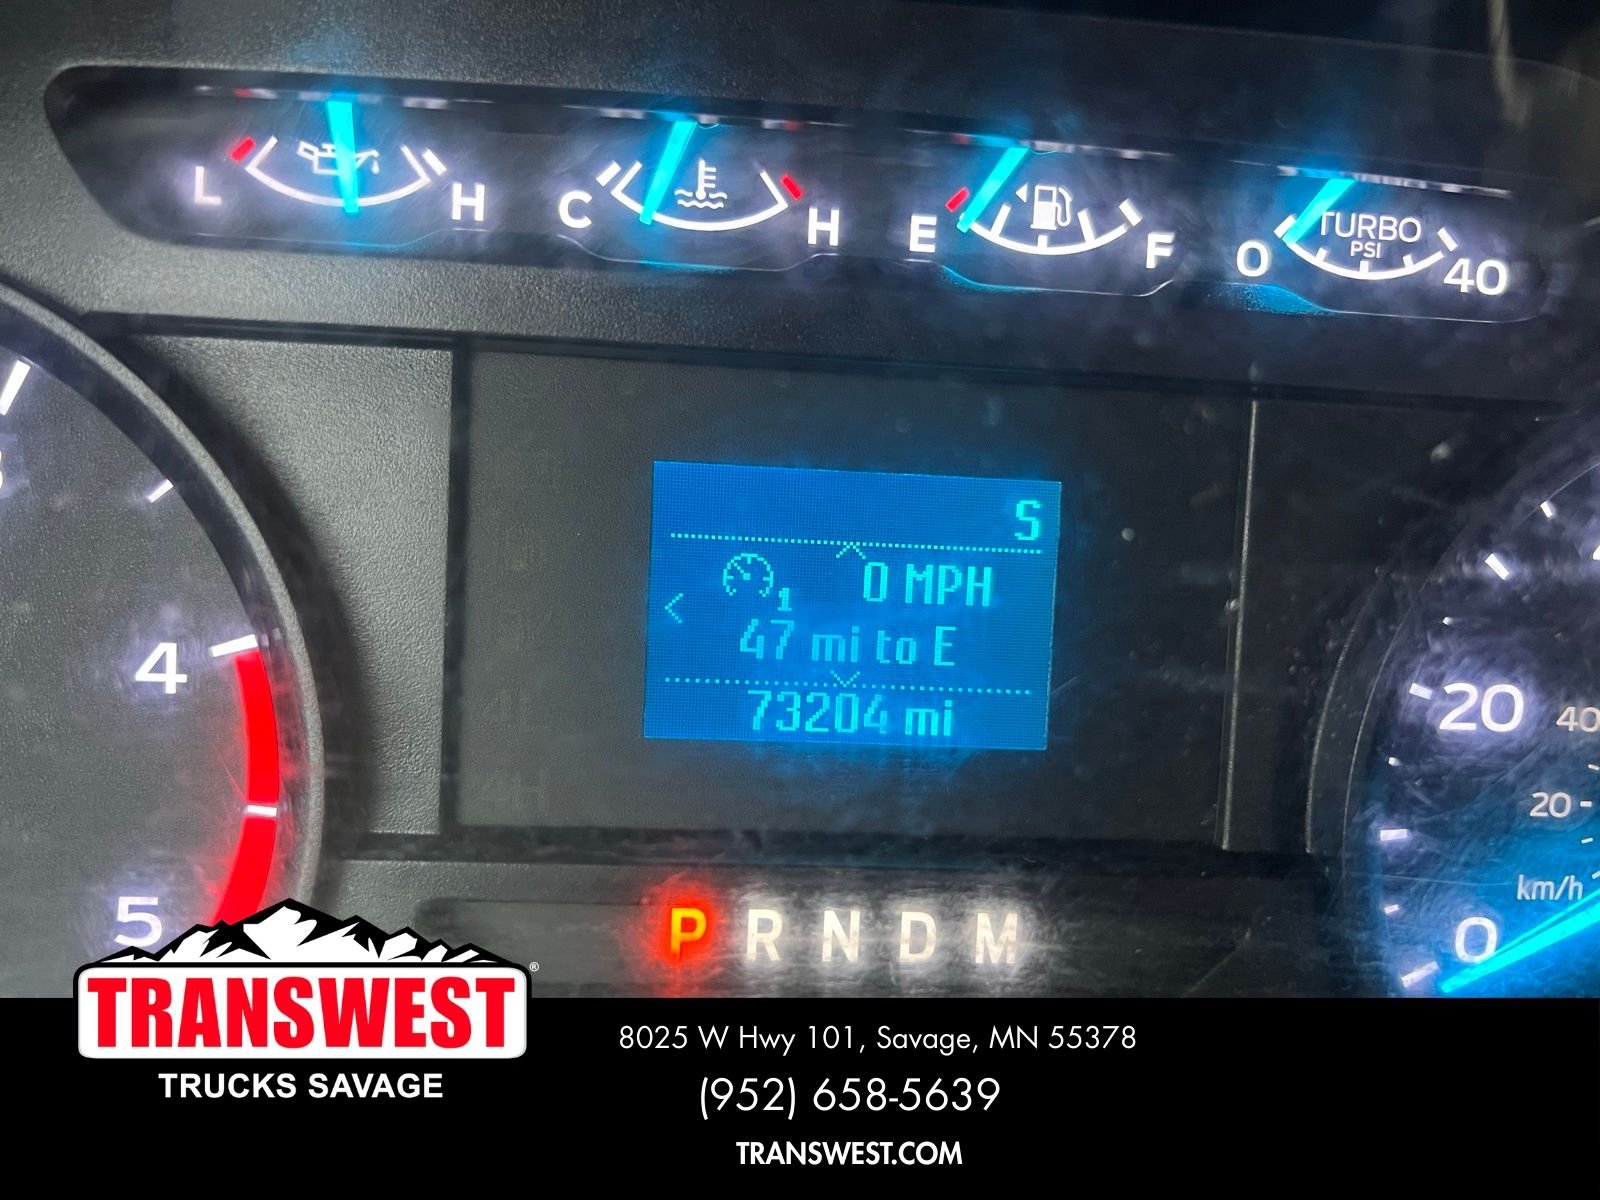 L H C H E F TURBO PSI 0 40
S
0 MPH
1
47 mi to E
73204 mi
4
5
20
40
20
km/h
0
P R N D M
TRANSWEST®
TRUCKS SAVAGE
8025 W Hwy 101, Savage, MN 55378
(952) 658-5639
TRANSWEST.COM